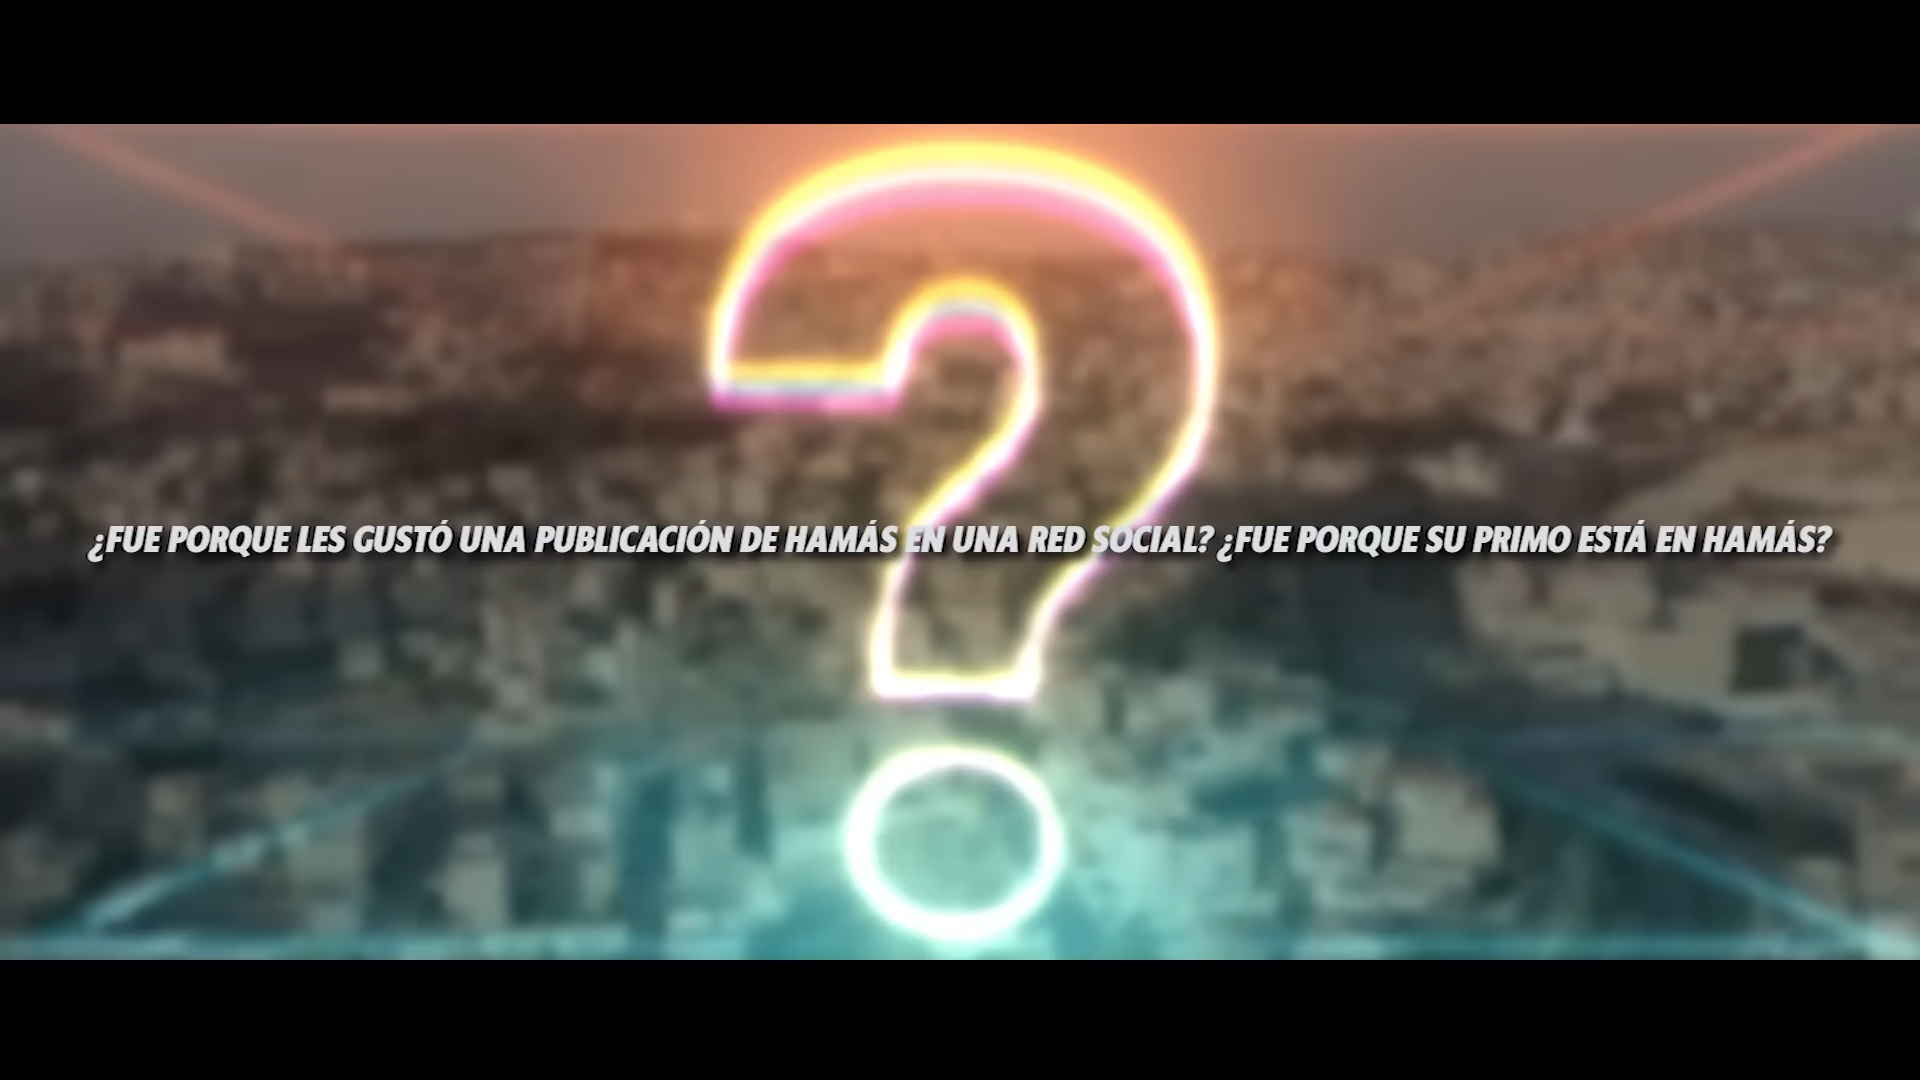 ¿FUE PORQUE LES GUSTÓ UNA PUBLICACIÓN DE HAMÁS EN UNA RED SOCIAL? ¿FUE PORQUE SU PRIMO ESTÁ EN HAMÁS?